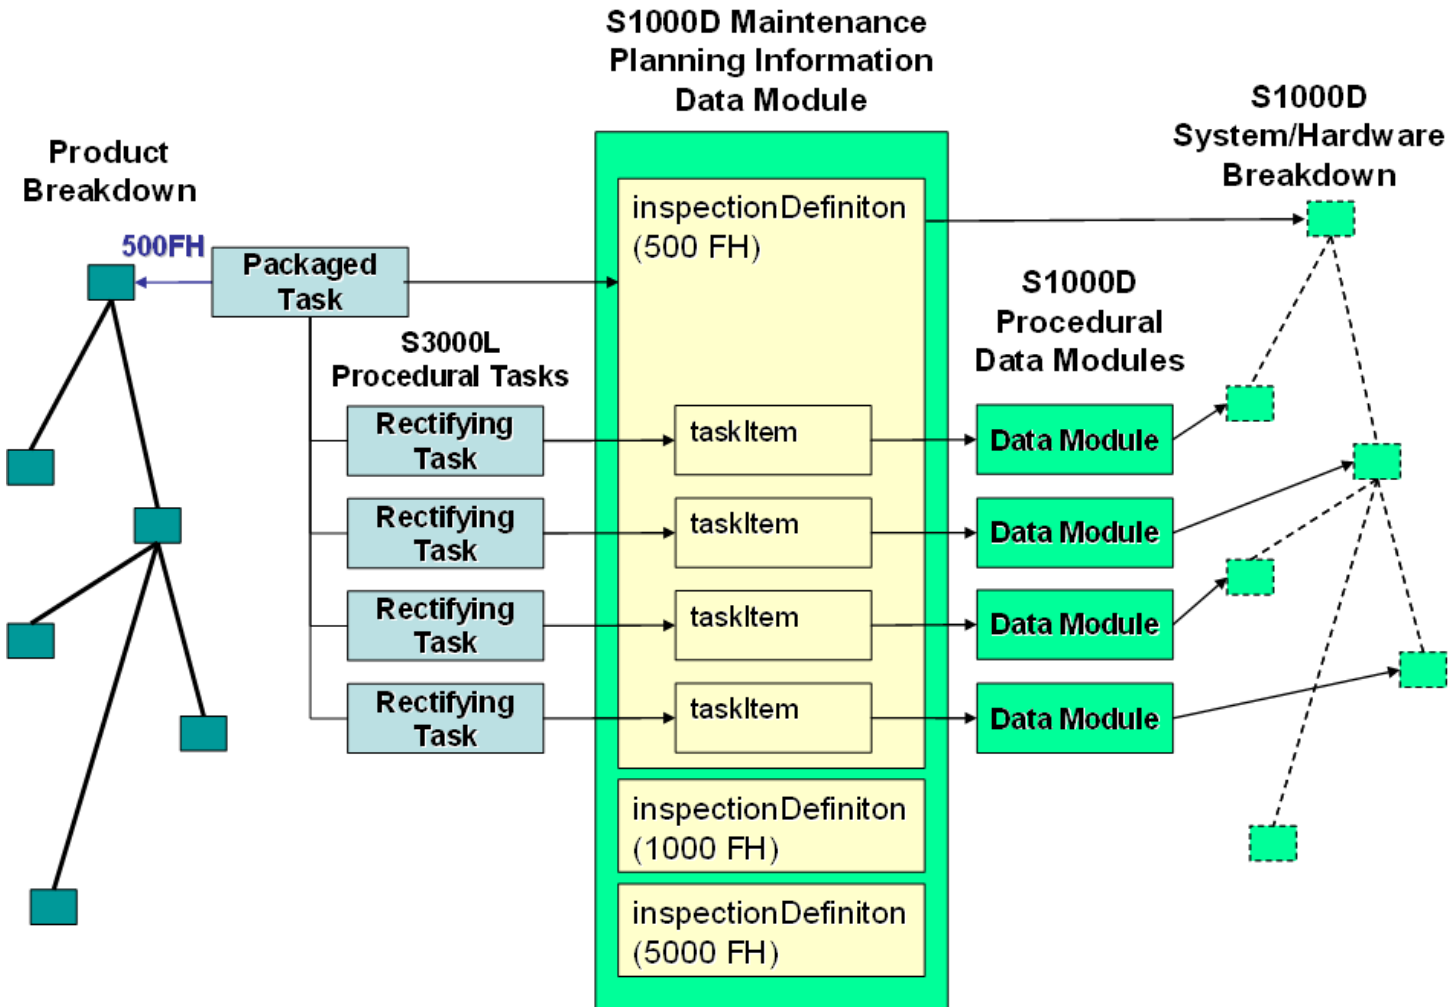 S1000D Maintenance
Planning Information
Data Module
S1000D
System/Hardware
Breakdown
Product
Breakdown
500FH
Packaged
Task
inspectionDefiniton
(500 FH)
S1000D
Procedural
Data Modules
S3000L
Procedural Tasks
Rectifying
Task
taskItem
Data Module
Rectifying
Task
taskItem
Data Module
Rectifying
Task
taskItem
Data Module
Rectifying
Task
taskItem
Data Module
inspectionDefiniton
(1000 FH)
inspectionDefiniton
(5000 FH)